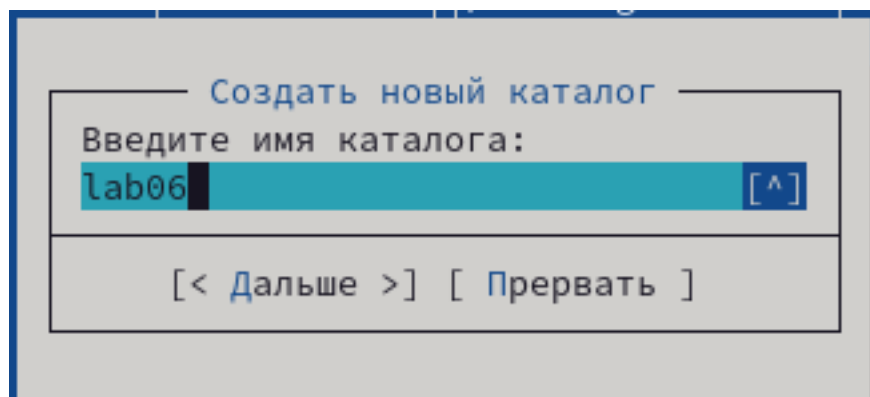 Создать новый каталог
Введите имя каталога:
lab06 [^]
[< Дальше >] [ Прервать ]